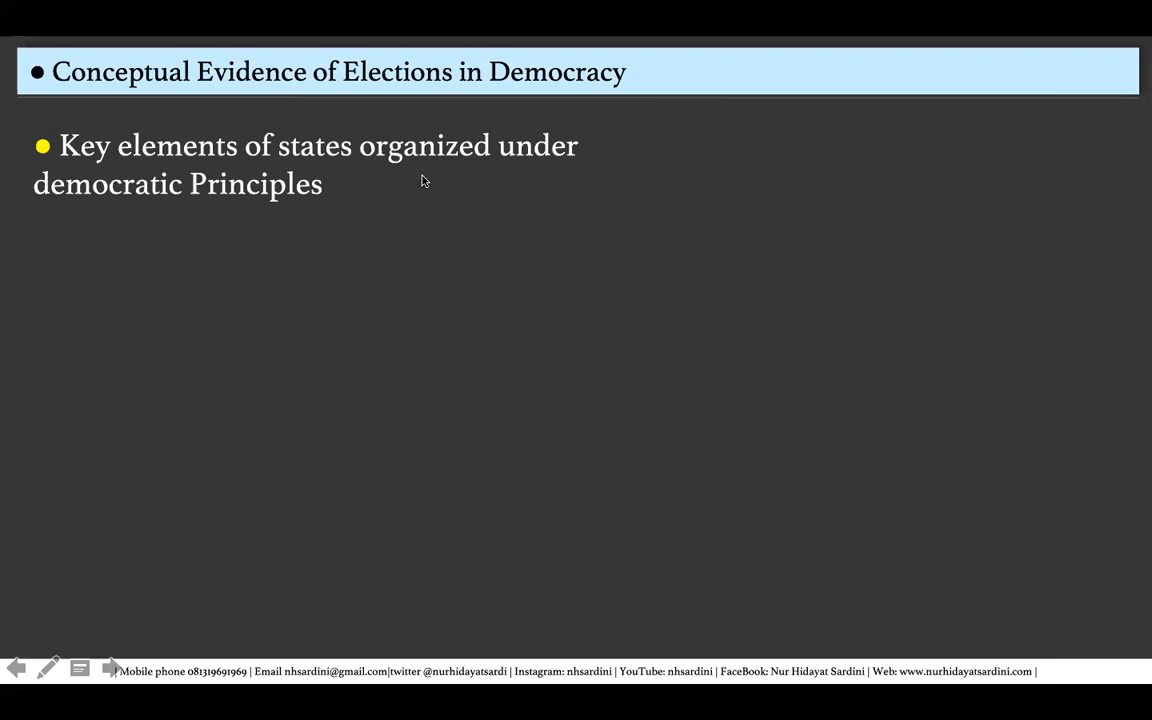 ● Conceptual Evidence of Elections in Democracy
● Key elements of states organized under
democratic Principles
| Mobile phone 081319691969 | Email nhsardini@gmail.com|twitter @nurhidayatsardi | Instagram: nhsardini | YouTube: nhsardini | FaceBook: Nur Hidayat Sardini | Web: www.nurhidayatsardini.com |